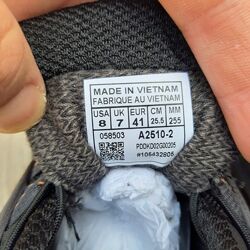 MADE IN VIETNAM
FABRIQUE AU VIETNAM
USA UK EUR CM MM
8 7 41 25.5 255
058503 A2510-2
PDDKD02G00205
#106432805